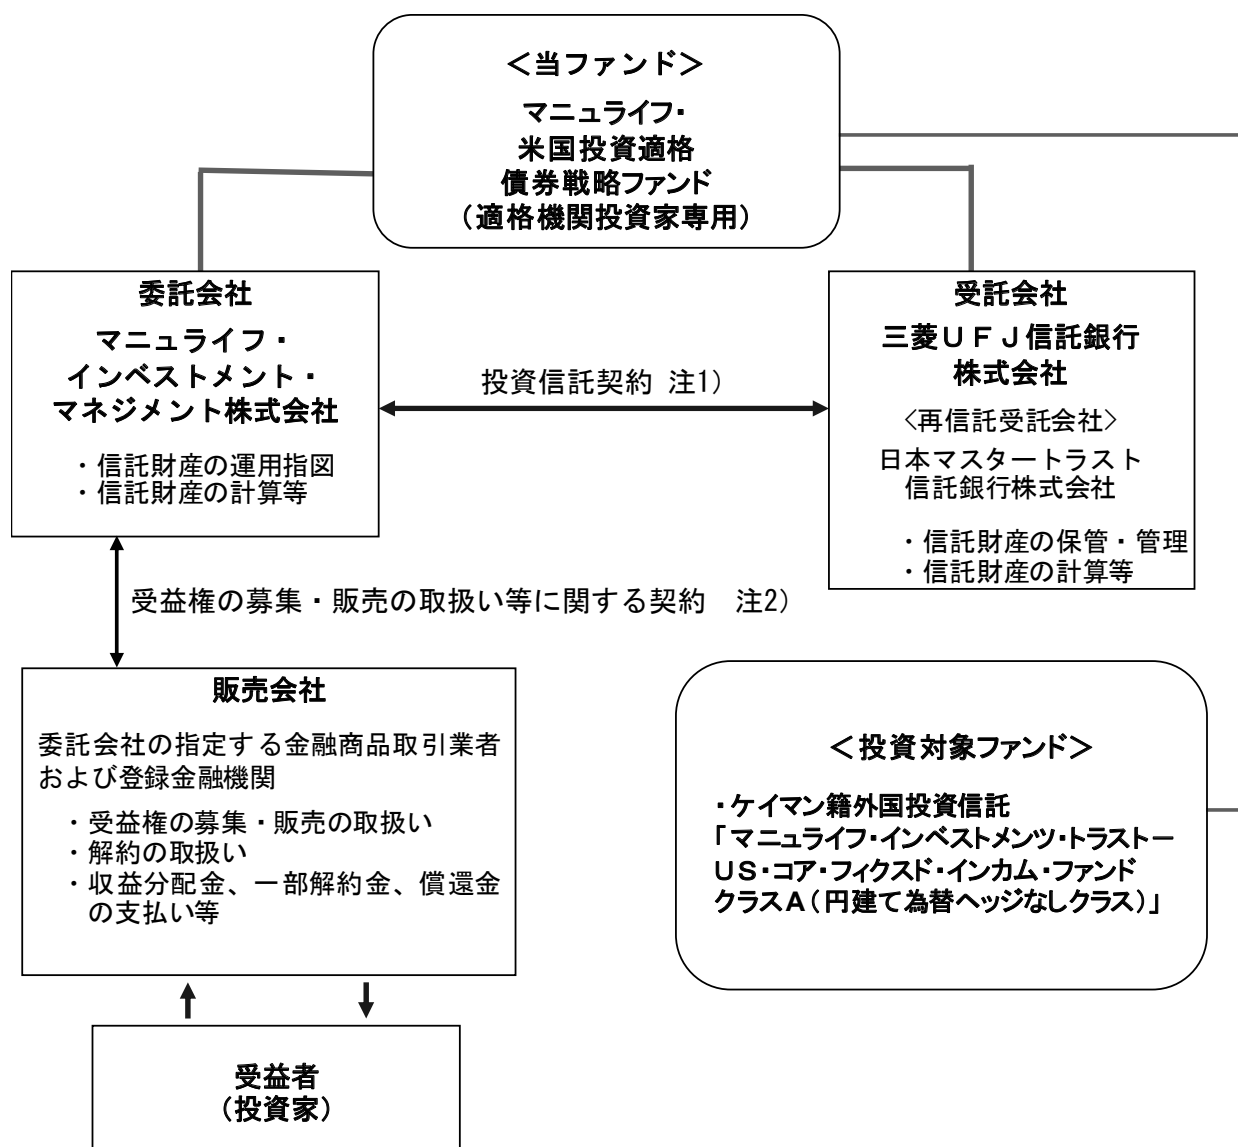 ＜当ファンド＞
マニュライフ・
米国投資適格
債券戦略ファンド
（適格機関投資家専用）
委託会社
マニュライフ・
インベストメント・
マネジメント株式会社
・信託財産の運用指図
・信託財産の計算等
投資信託契約 注1）
受託会社
三菱ＵＦＪ信託銀行
株式会社
〈再信託受託会社〉
日本マスタートラスト
信託銀行株式会社
・信託財産の保管・管理
・信託財産の計算等
受益権の募集・販売の取扱い等に関する契約　注2）
販売会社
委託会社の指定する金融商品取引業者
および登録金融機関
・受益権の募集・販売の取扱い
・解約の取扱い
・収益分配金、一部解約金、償還金
の支払い等
＜投資対象ファンド＞
・ケイマン籍外国投資信託
「マニュライフ・インベストメンツ・トラストー
ＵＳ・コア・フィクスド・インカム・ファンド
クラスＡ（円建て為替ヘッジなしクラス）」
受益者
（投資家）